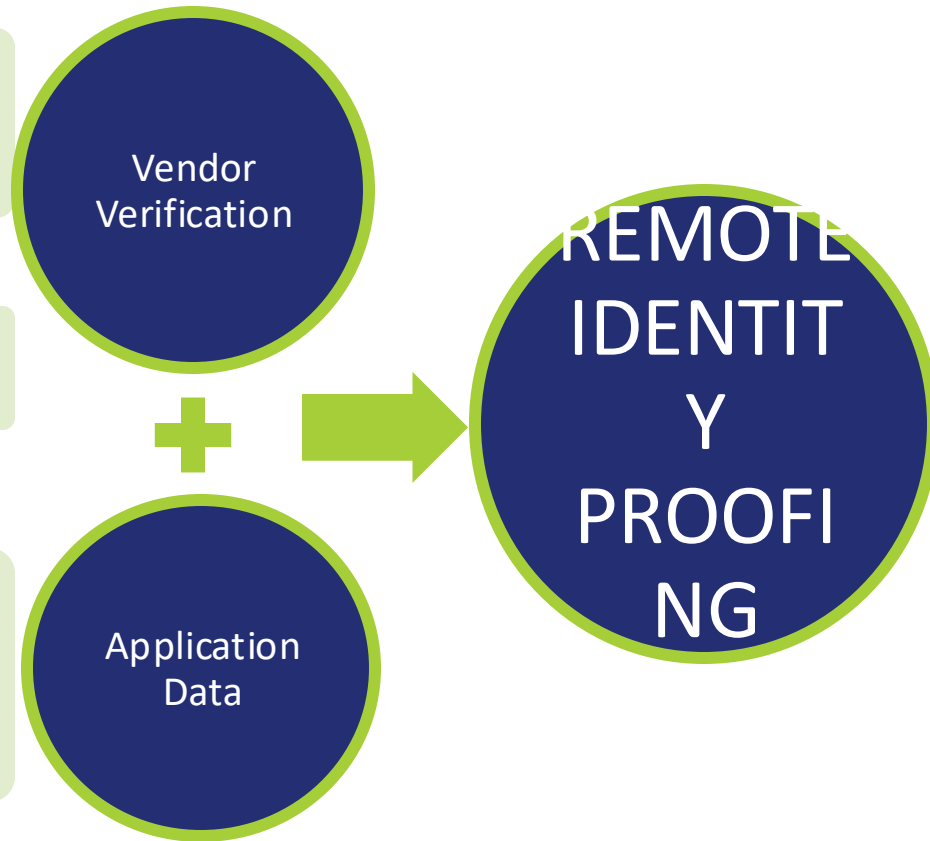 Vendor
Verification
REMOTE
IDENTIT
Y
PROOFI
NG
Application
Data